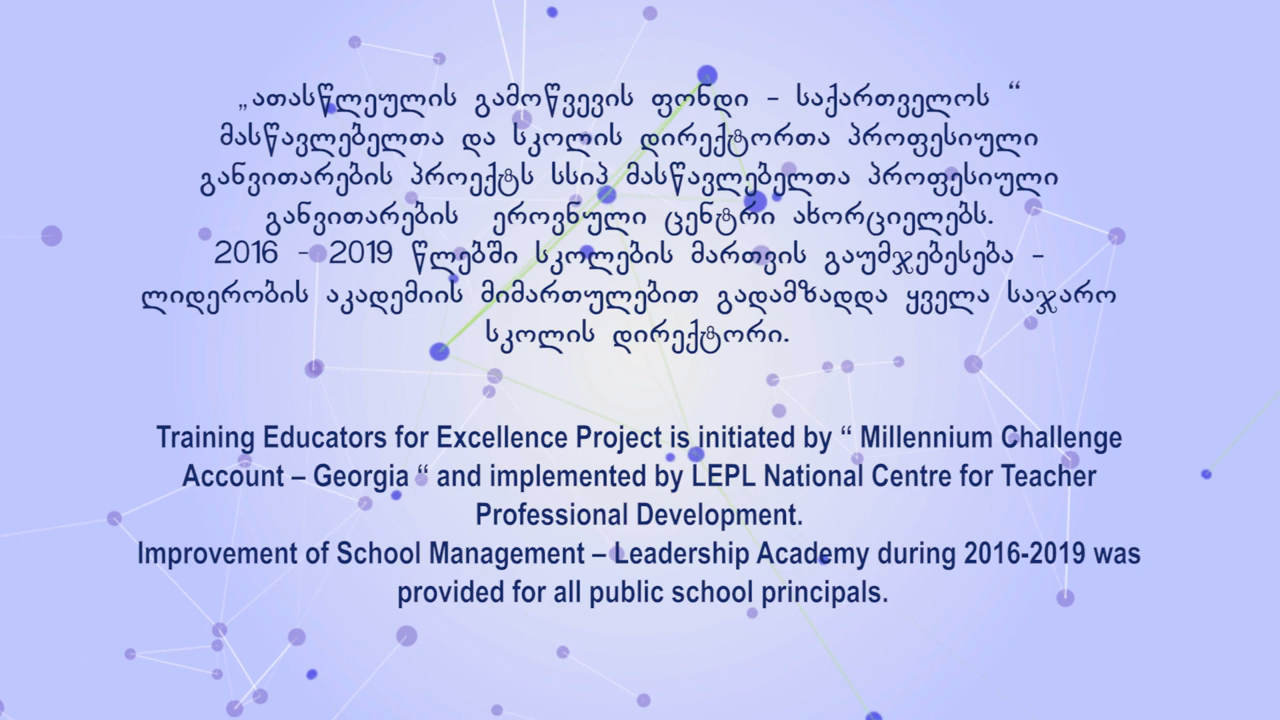 „ათასწლეულის გამოწვევის ფონდი – საქართველოს “
მასწავლებელთა და სკოლის დირექტორთა პროფესიული
განვითარების პროექტს სსიპ მასწავლებელთა პროფესიული
განვითარების ეროვნული ცენტრი ახორციელებს.
2016 - 2019 წლებში სკოლების მართვის გაუმჯებესება –
ლიდერობის აკადემიის მიმართულებით გადამზადდა ყველა საჯარო
სკოლის დირექტორი.
Training Educators for Excellence Project is initiated by “ Millennium Challenge
Account – Georgia “ and implemented by LEPL National Centre for Teacher
Professional Development.
Improvement of School Management – Leadership Academy during 2016-2019 was
provided for all public school principals.